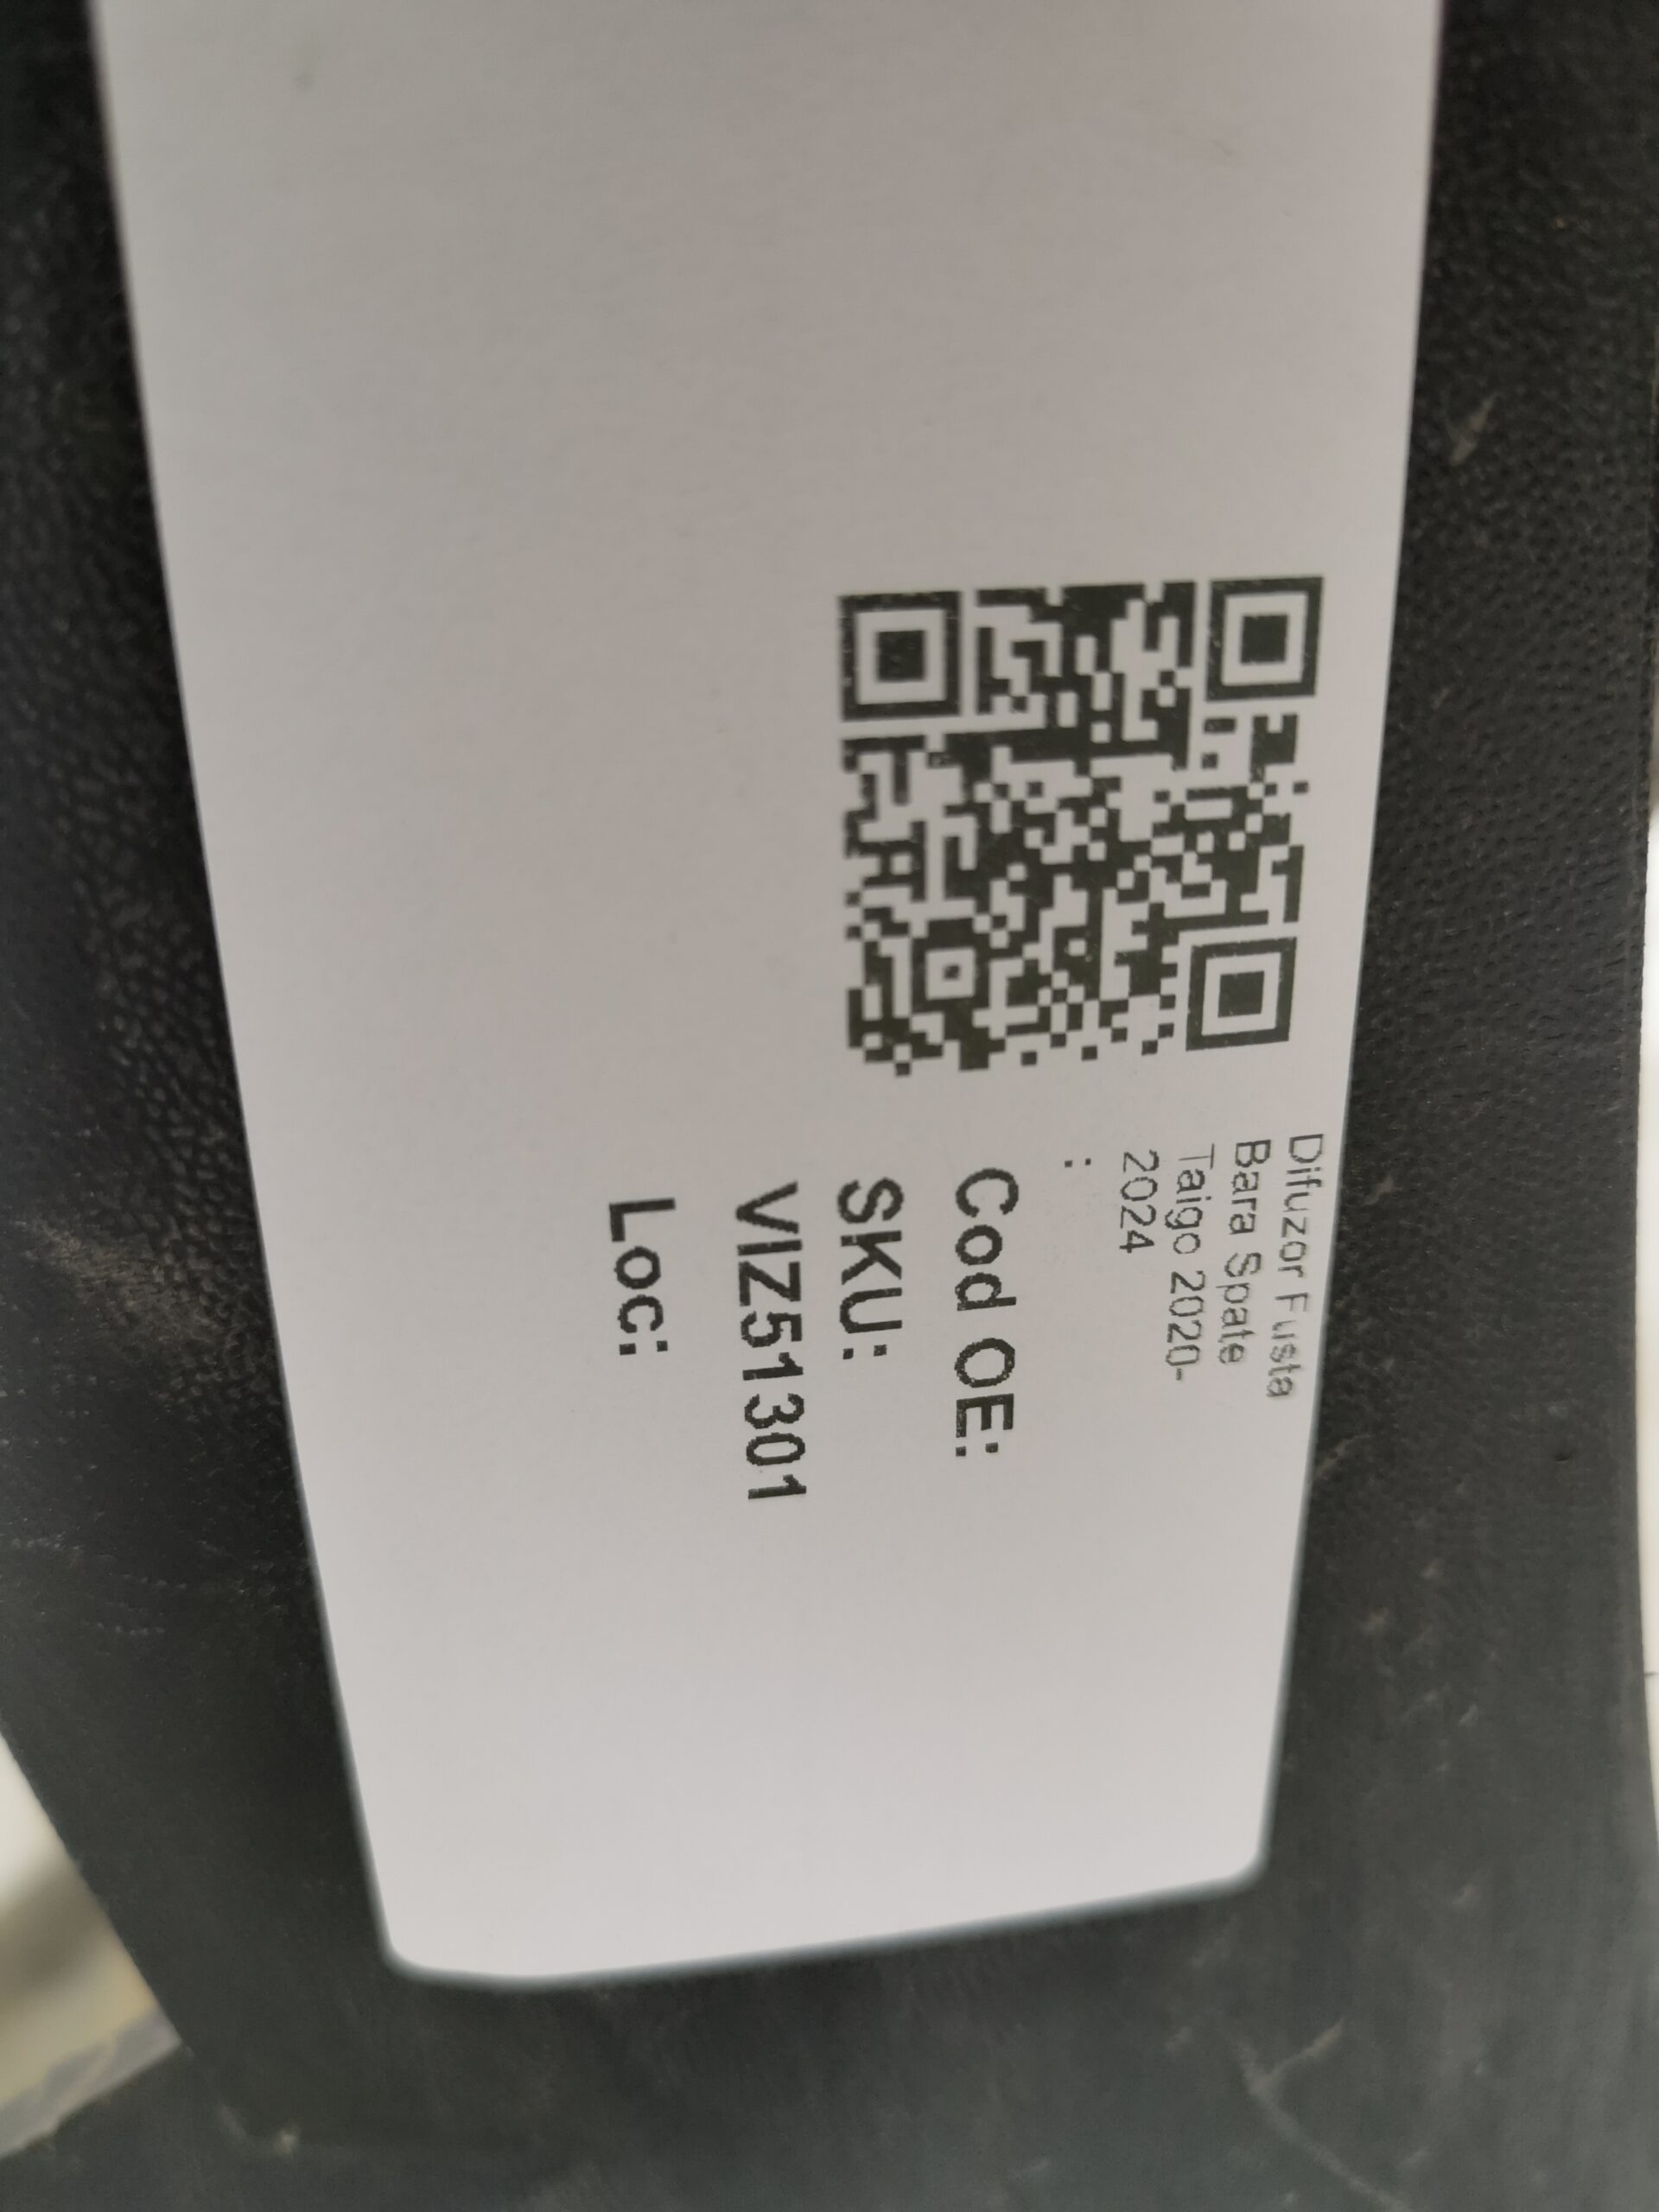 Difuzor Fusta
Bara Spate
Taigo 2020-
2024
:
Cod OE:
SKU:
VIZ51301
Loc: